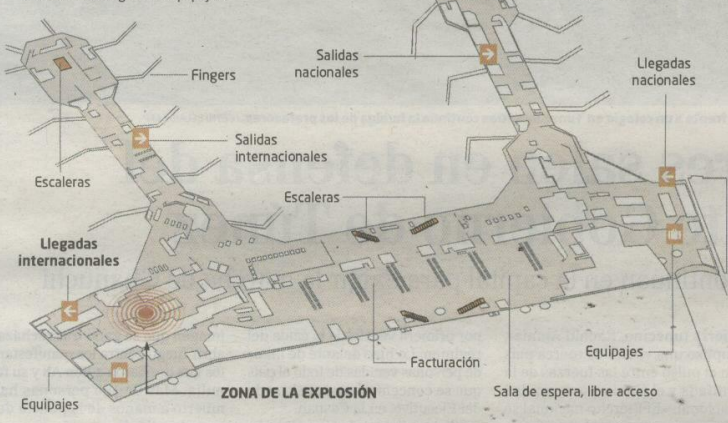 Fingers
Salidas
nacionales
Llegadas
nacionales
Salidas
internacionales
Escaleras
Escaleras
Llegadas
internacionales
Facturación
Equipajes
Equipajes
ZONA DE LA EXPLOSIÓN
Sala de espera, libre acceso